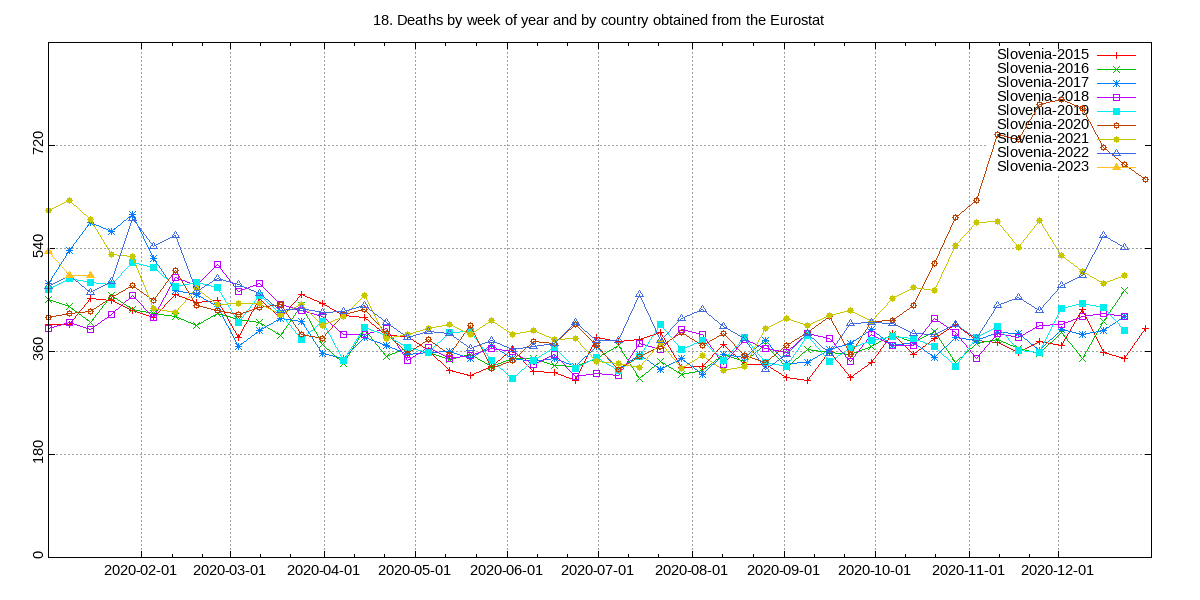 18. Deaths by week of year and by country obtained from the Eurostat
Slovenia-2015
Slovenia-2016
Slovenia-2017
Slovenia-2018
Slovenia-2019
Slovenia-2020
Slovenia-2021
Slovenia-2022
Slovenia-2023
720
540
360
180
0
2020-02-01 2020-03-01 2020-04-01 2020-05-01 2020-06-01 2020-07-01 2020-08-01 2020-09-01 2020-10-01 2020-11-01 2020-12-01